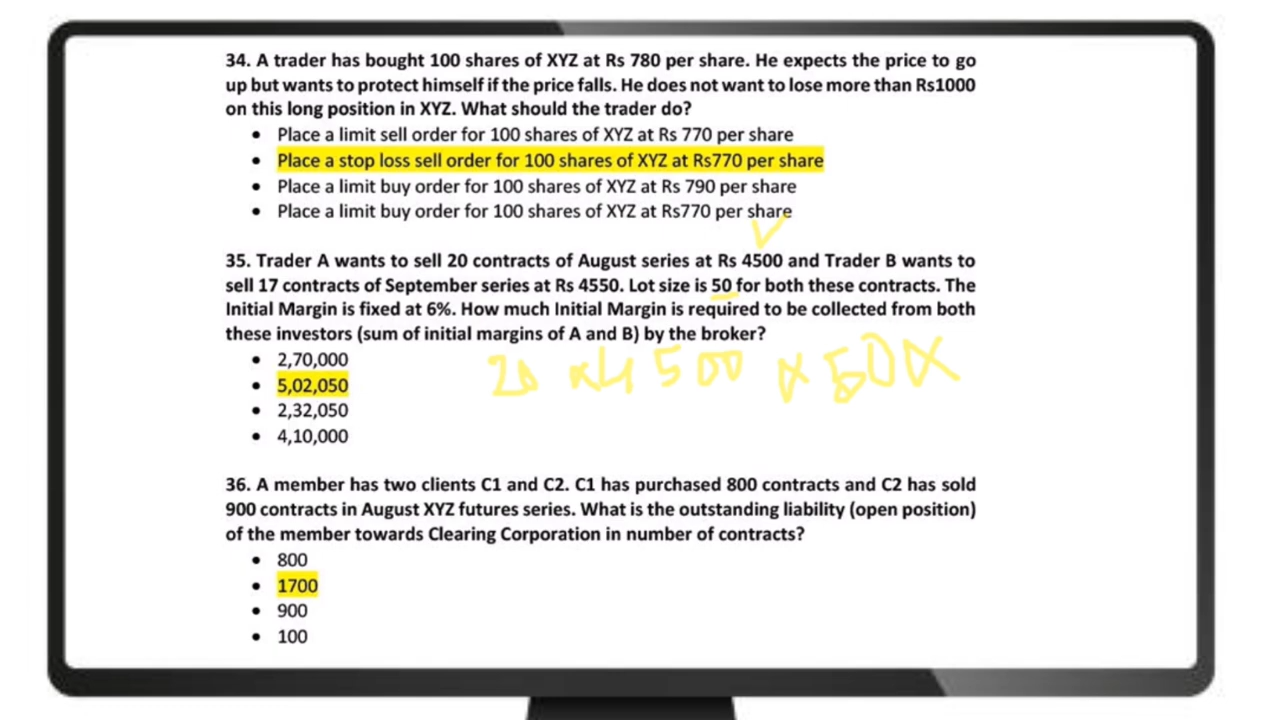 34. A trader has bought 100 shares of XYZ at Rs 780 per share. He expects the price to go
up but wants to protect himself if the price falls. He does not want to lose more than Rs1000
on this long position in XYZ. What should the trader do?
• Place a limit sell order for 100 shares of XYZ at Rs 770 per share
• Place a stop loss sell order for 100 shares of XYZ at Rs770 per share
• Place a limit buy order for 100 shares of XYZ at Rs 790 per share
• Place a limit buy order for 100 shares of XYZ at Rs770 per share
35. Trader A wants to sell 20 contracts of August series at Rs 4500 and Trader B wants to
sell 17 contracts of September series at Rs 4550. Lot size is 50 for both these contracts. The
Initial Margin is fixed at 6%. How much Initial Margin is required to be collected from both
these investors (sum of initial margins of A and B) by the broker?
• 2,70,000
• 5,02,050
• 2,32,050
• 4,10,000
20 x 4500 x 50 x
36. A member has two clients C1 and C2. C1 has purchased 800 contracts and C2 has sold
900 contracts in August XYZ futures series. What is the outstanding liability (open position)
of the member towards Clearing Corporation in number of contracts?
• 800
• 1700
• 900
• 100